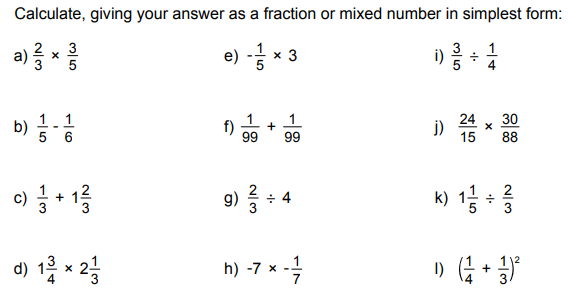 Calculate, giving your answer as a fraction or mixed number in simplest form:
a) 2/3 × 3/5
e) -1/5 × 3
i) 3/5 ÷ 1/4
b) 1/5 - 1/6
f) 1/99 + 1/99
j) 24/15 × 30/88
c) 1/3 + 1 2/3
g) 2/3 ÷ 4
k) 1 1/5 ÷ 2/3
d) 1 3/4 × 2 1/3
h) -7 × -1/7
l) (1/4 + 1/3)²